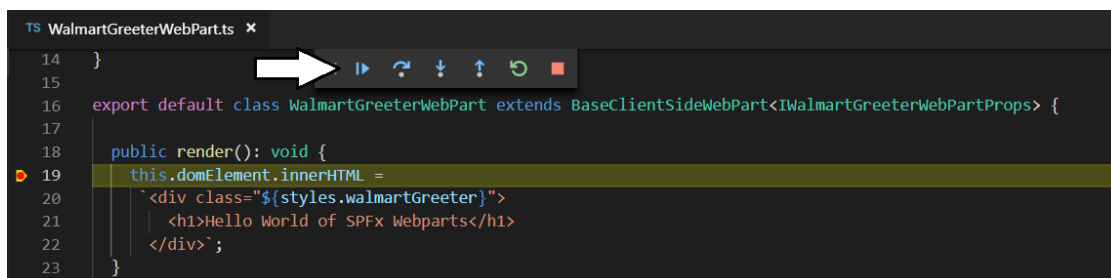 TS WalmartGreeterWebPart.ts ×
14 }
15
16 export default class WalmartGreeterWebPart extends BaseClientSideWebPart<IWalmartGreeterWebPartProps> {
17
18 public render(): void {
19 this.domElement.innerHTML =
20 `<div class="${styles.walmartGreeter}">
21 <h1>Hello World of SPFx Webparts</h1>
22 </div>`;
23 }